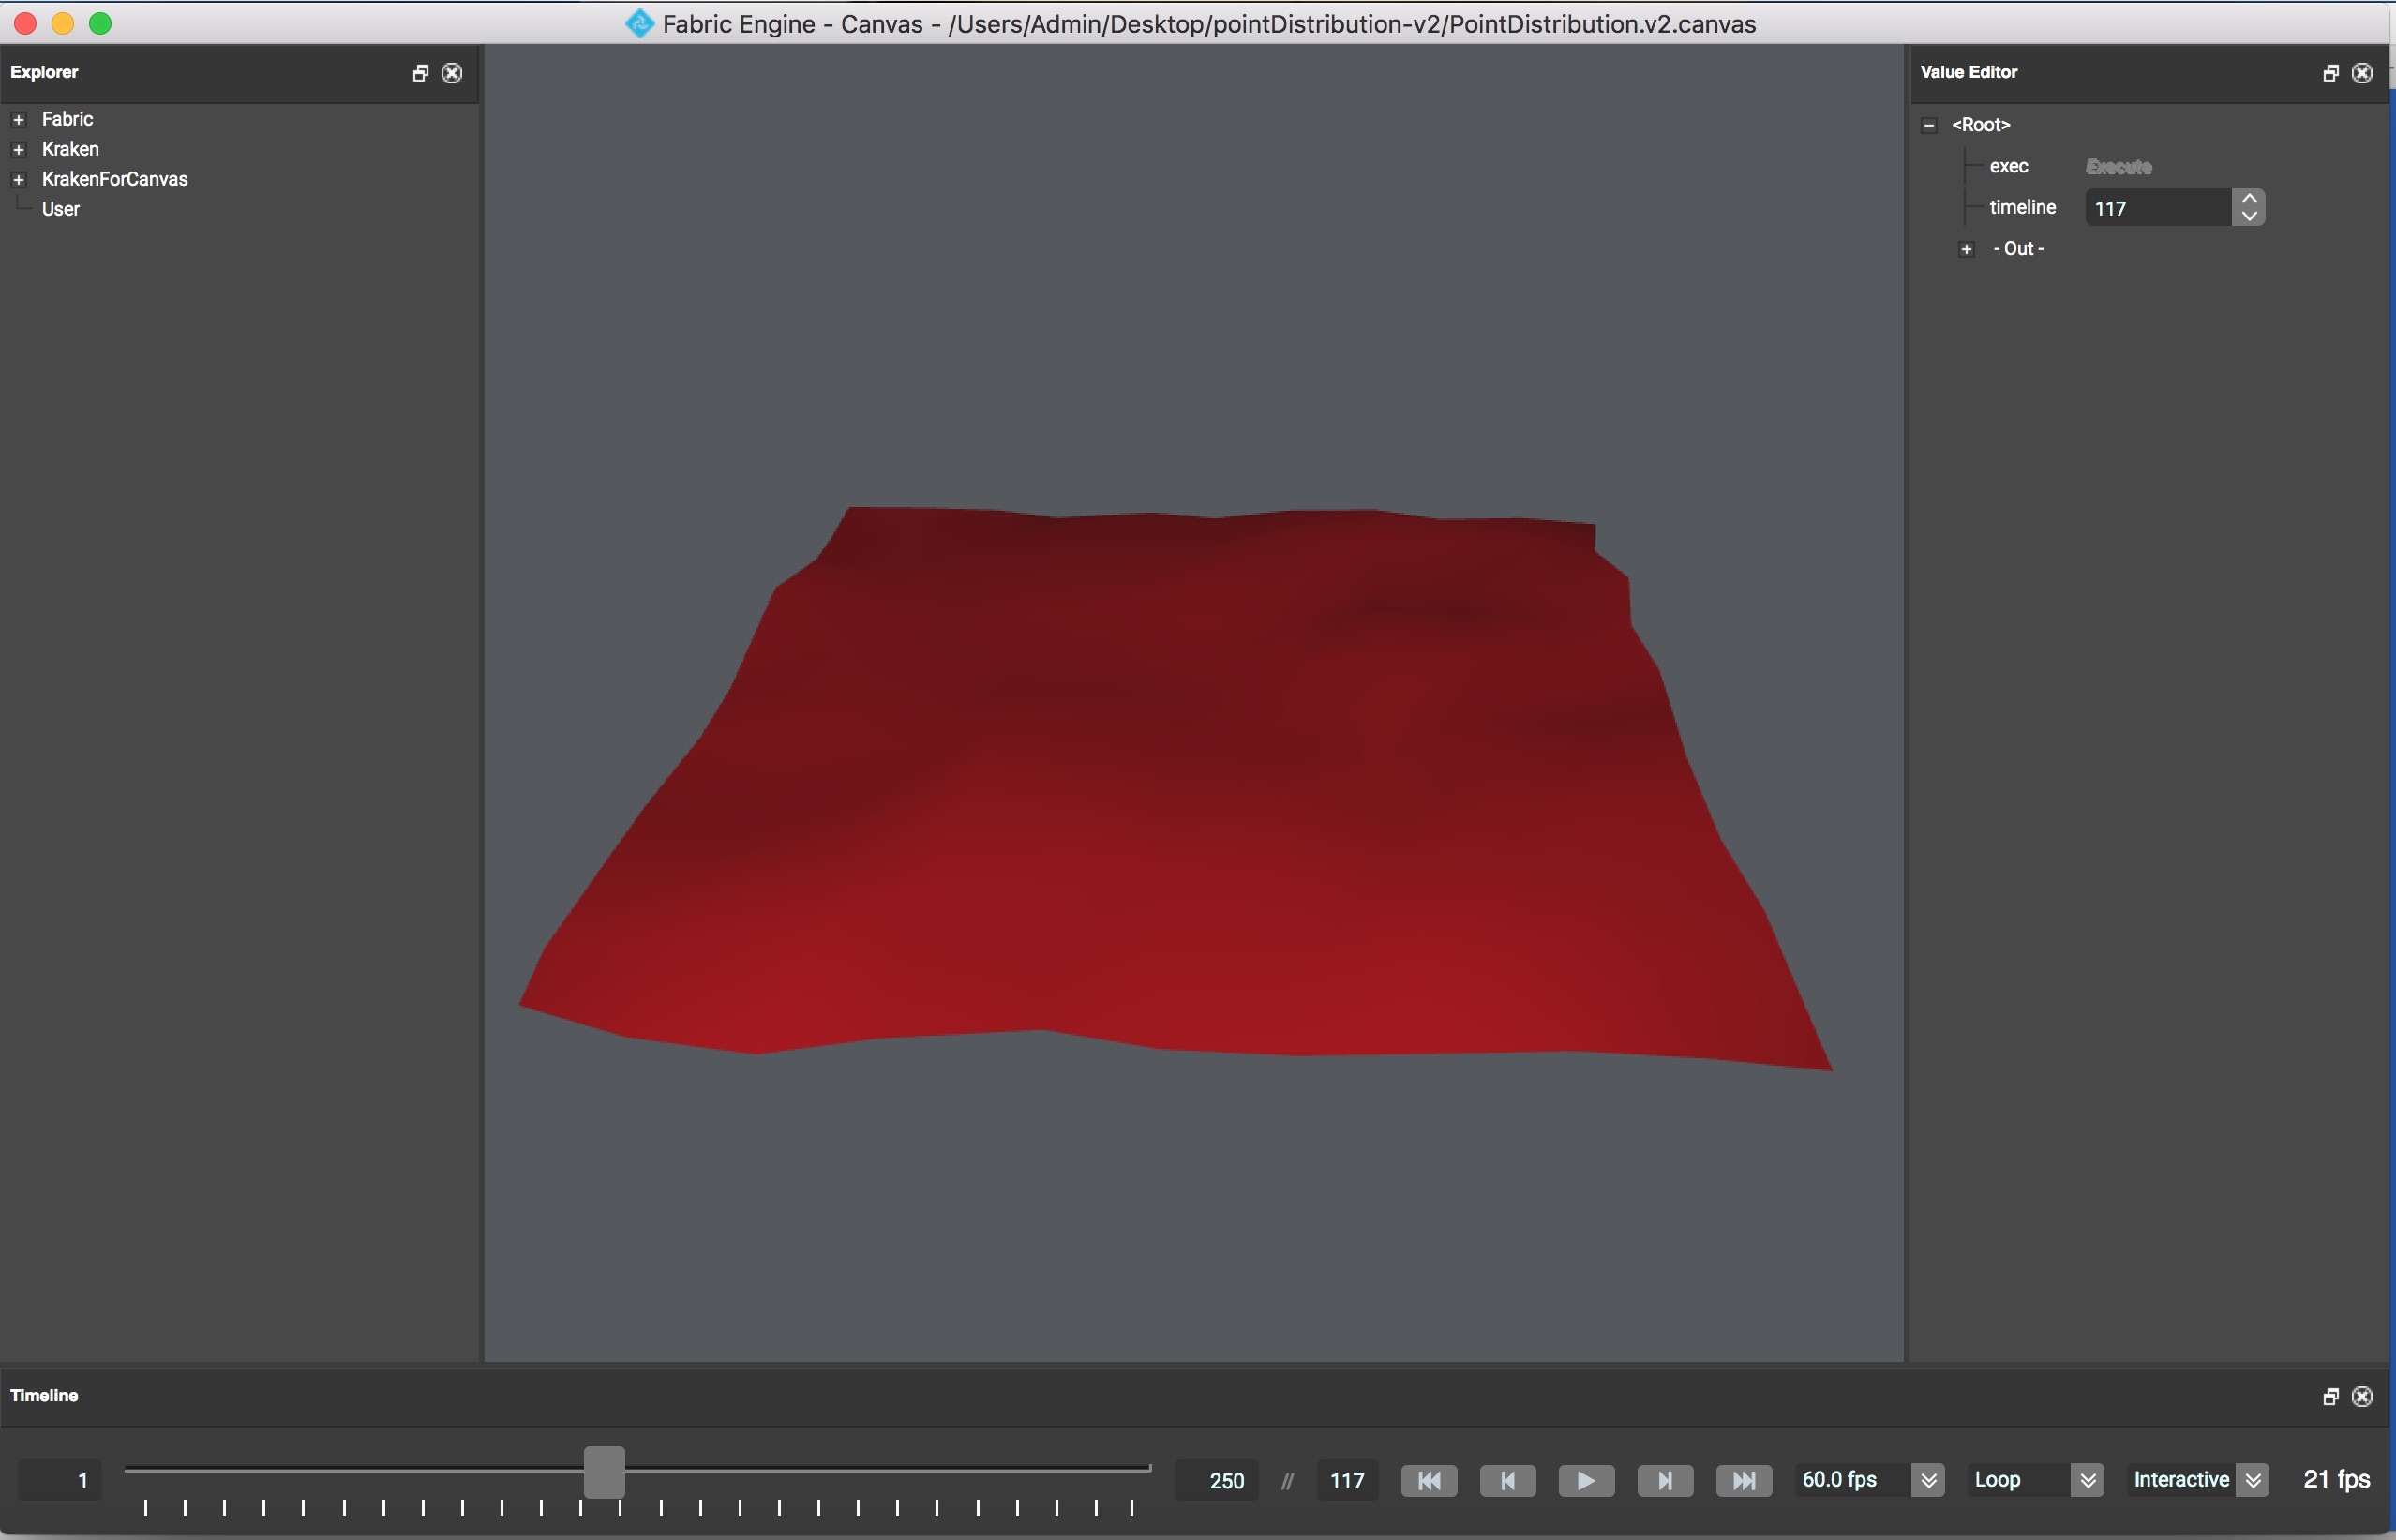 Fabric Engine - Canvas - /Users/Admin/Desktop/pointDistribution-v2/PointDistribution.v2.canvas
Explorer
Fabric
Kraken
KrakenForCanvas
User
Value Editor
<Root>
exec Execute
timeline 117
- Out -
Timeline
1 250 // 117 60.0 fps Loop Interactive 21 fps